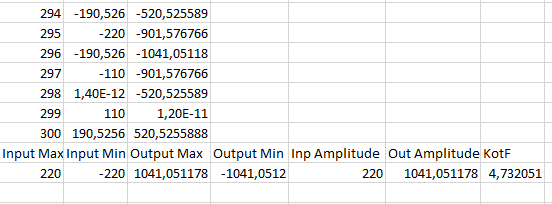 294 -190,526 -520,525589
295 -220 -901,576766
296 -190,526 -1041,05118
297 -110 -901,576766
298 1,40E-12 -520,525589
299 110 1,20E-11
300 190,5256 520,5255888
Input Max Input Min Output Max Output Min Inp Amplitude Out Amplitude KotF
220 -220 1041,051178 -1041,0512 220 1041,051178 4,732051